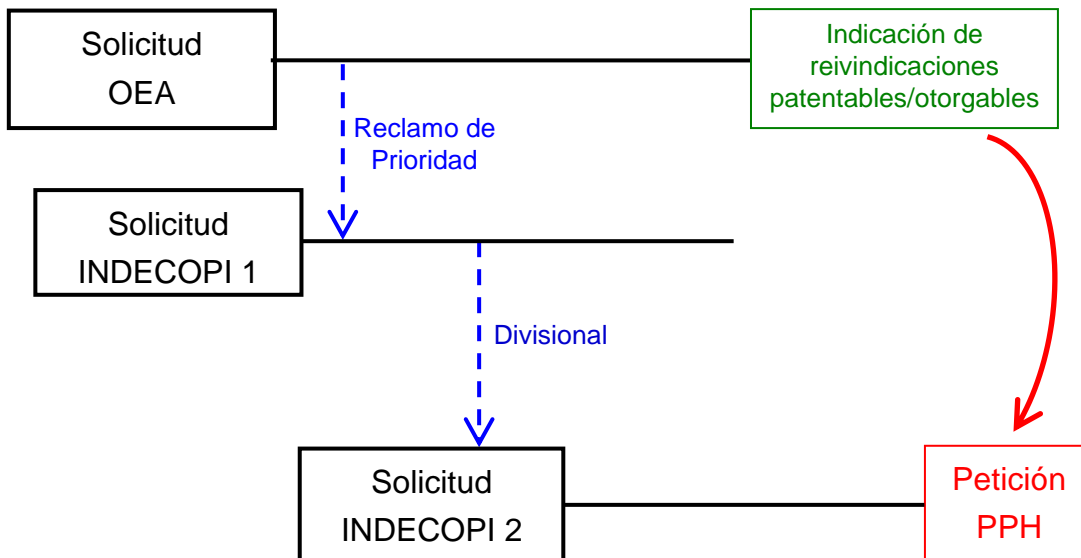 Solicitud
OEA
Indicación de
reivindicaciones
patentables/otorgables
Reclamo de
Prioridad
Solicitud
INDECOPI 1
Divisional
Solicitud
INDECOPI 2
Petición
PPH